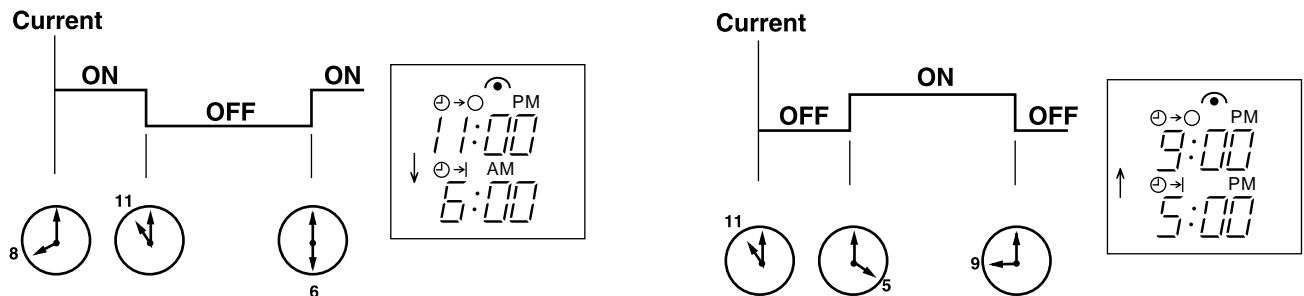 Current
ON
OFF
ON
PM
11:00
AM
6:00
8
11
6
Current
OFF
ON
OFF
PM
9:00
PM
5:00
11
5
9